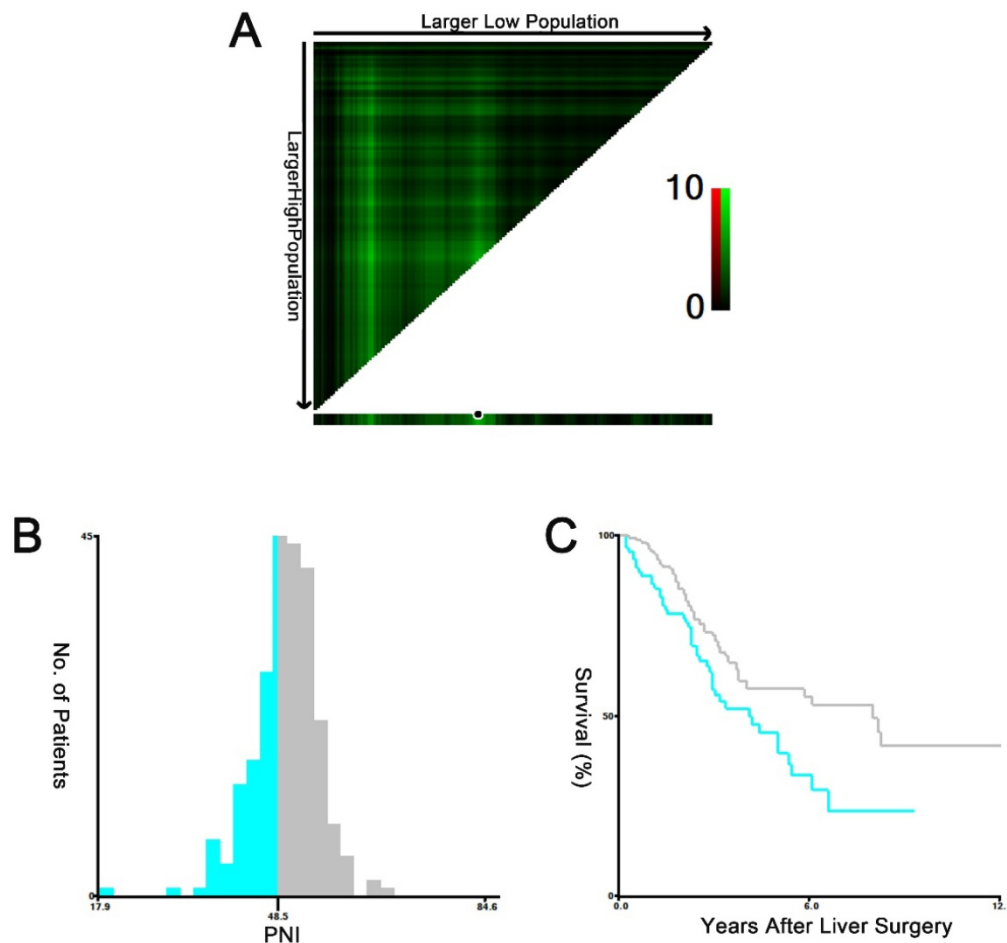 A
Larger Low Population
LargerHighPopulation
10
0
B
45
No. of Patients
0
17.9
48.5
84.6
PNI
C
100
Survival (%)
50
0
0.0
6.0
12.
Years After Liver Surgery